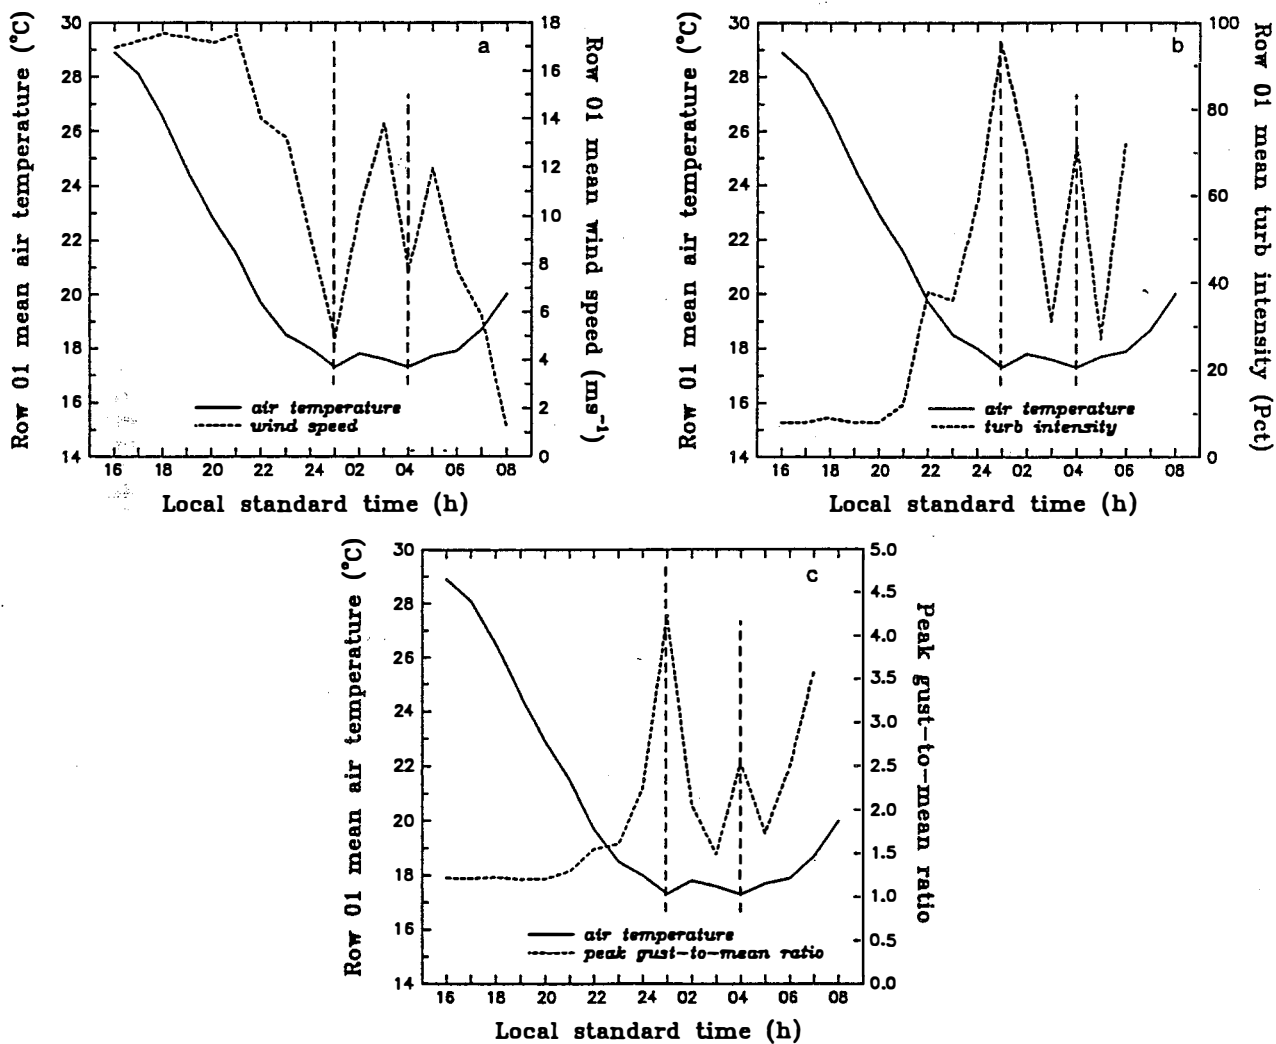 a
Row 01 mean air temperature (°C)
30
28
26
24
22
20
18
16
14
18
16
14
12
10
8
6
4
2
0
Row 01 mean wind speed (ms⁻¹)
air temperature
wind speed
16 18 20 22 24 02 04 06 08
Local standard time (h)
b
Row 01 mean air temperature (°C)
30
28
26
24
22
20
18
16
14
100
80
60
40
20
0
Row 01 mean turb intensity (Pct)
air temperature
turb intensity
16 18 20 22 24 02 04 06 08
Local standard time (h)
c
Row 01 mean air temperature (°C)
30
28
26
24
22
20
18
16
14
5.0
4.5
4.0
3.5
3.0
2.5
2.0
1.5
1.0
0.5
0.0
Peak gust-to-mean ratio
air temperature
peak gust-to-mean ratio
16 18 20 22 24 02 04 06 08
Local standard time (h)